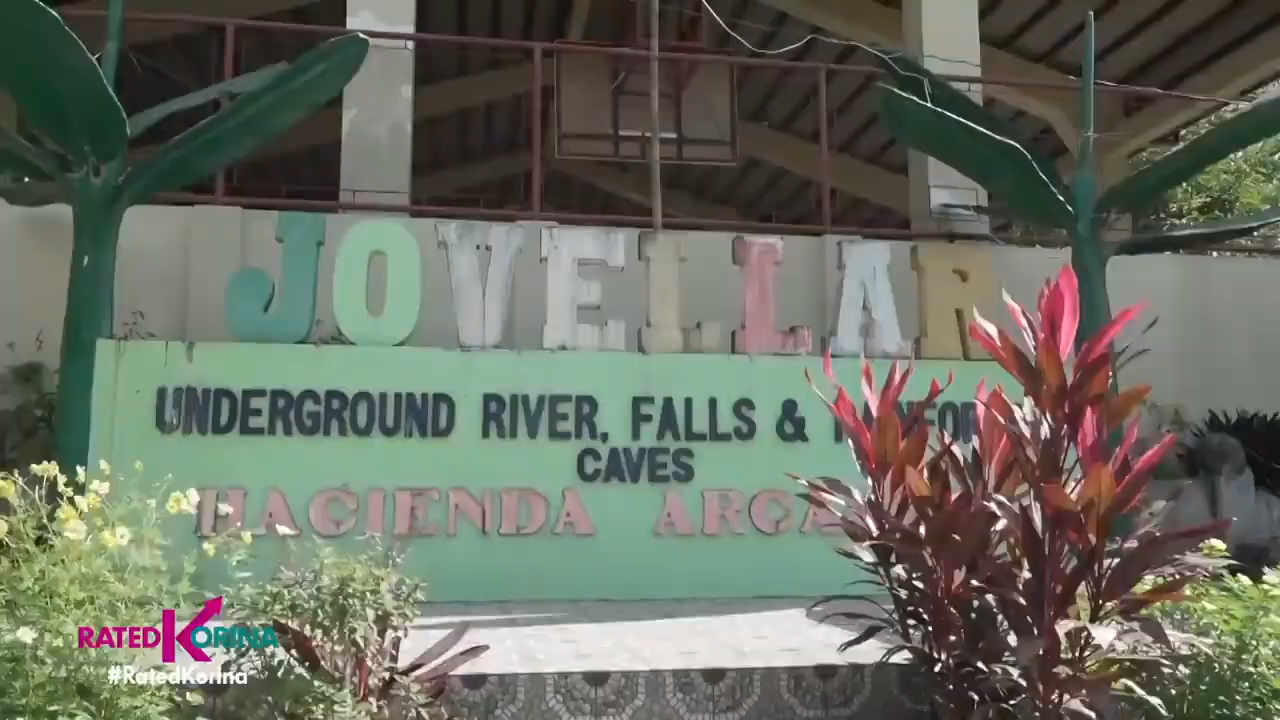 JOVELLAR
UNDERGROUND RIVER, FALLS &
CAVES
HACIENDA
RATED KORINA
#RatedKorina